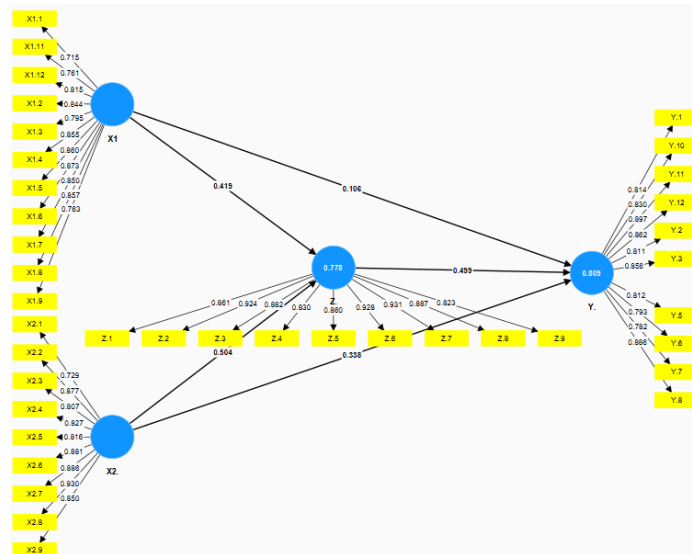 X1.1
X1.11
X1.12
X1.2
X1.3
X1.4
X1.5
X1.6
X1.7
X1.8
X1.9
0.715
0.761
0.815
0.844
0.795
0.855
0.860
0.873
0.850
0.857
0.763
X1
0.419
0.106
0.778
Z.
0.499
0.504
0.338
0.861
0.924
0.882
0.830
0.860
0.928
0.931
0.887
0.823
Z.1
Z.2
Z.3
Z.4
Z.5
Z.6
Z.7
Z.8
Z.9
X2.1
X2.2
X2.3
X2.4
X2.5
X2.6
X2.7
X2.8
X2.9
0.729
0.877
0.807
0.827
0.816
0.881
0.886
0.930
0.850
X2.
0.809
Y.
0.814
0.830
0.897
0.862
0.811
0.856
0.812
0.793
0.782
0.886
Y.1
Y.10
Y.11
Y.12
Y.2
Y.3
Y.5
Y.6
Y.7
Y.8